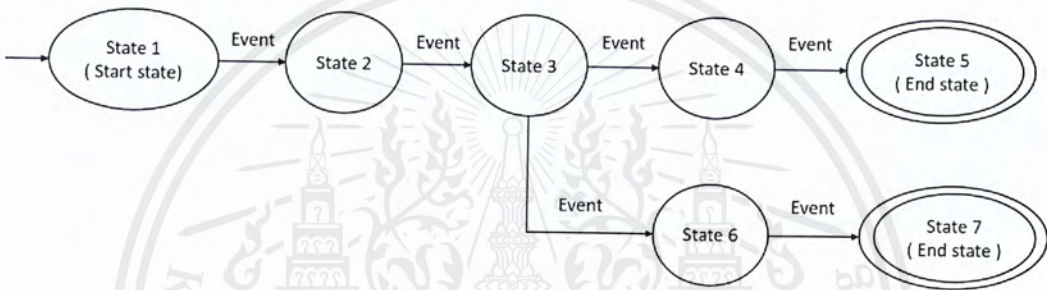 State 1
( Start state)
Event
State 2
Event
State 3
Event
State 4
Event
State 5
( End state )
Event
State 6
Event
State 7
( End state )